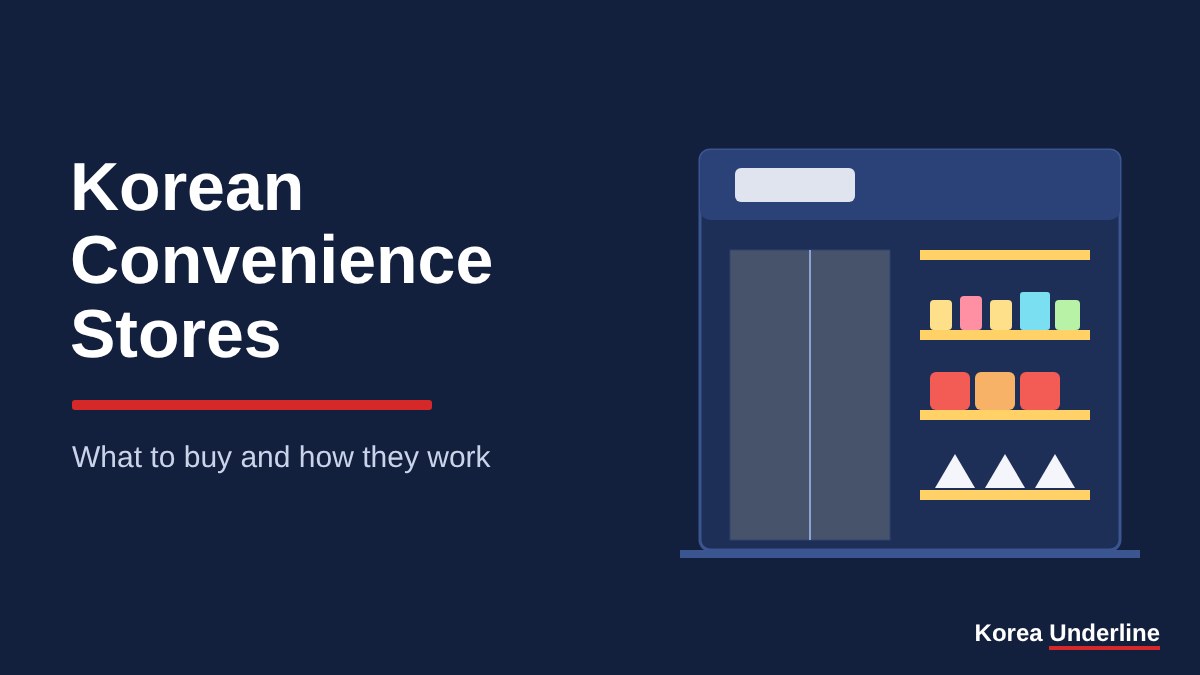 Korean
Convenience
Stores
What to buy and how they work
Korea Underline